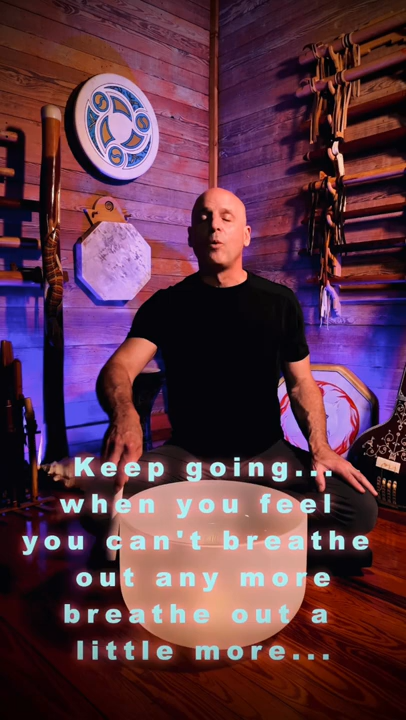 Keep going...
when you feel
you can't breathe
out any more
breathe out a
little more...